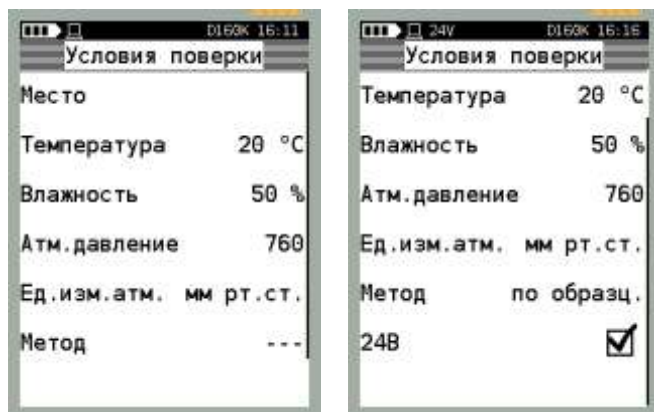 D160K 16:11
Условия поверки
Место
Температура 20 °C
Влажность 50 %
Атм.давление 760
Ед.изм.атм. мм рт.ст.
Метод ---
24V D160K 16:16
Условия поверки
Температура 20 °C
Влажность 50 %
Атм.давление 760
Ед.изм.атм. мм рт.ст.
Метод по образц.
24В